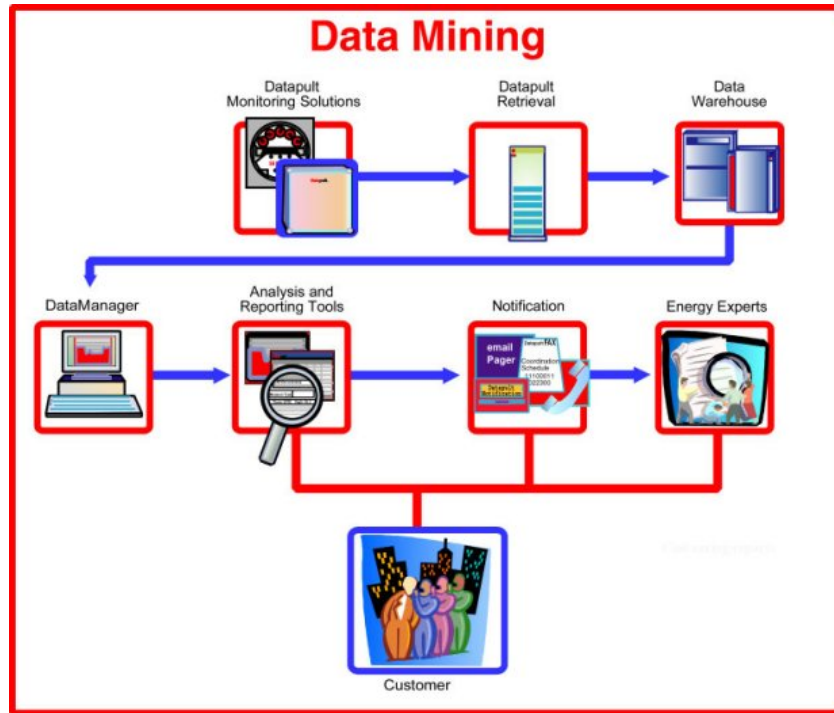 Data Mining
Datapult
Monitoring Solutions
Datapult
Retrieval
Data
Warehouse
DataManager
Analysis and
Reporting Tools
Notification
Energy Experts
email
Pager
FAX
Coordination
Schedule
Datapult
Notification
Customer